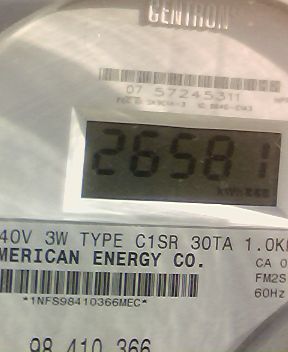 CENTRON
07 57245311
26581
40V 3W TYPE C1SR 30TA 1.0K
MERICAN ENERGY CO.
CA 0
FM2S
*1NFS98410366MEC*
60Hz
98 410 366